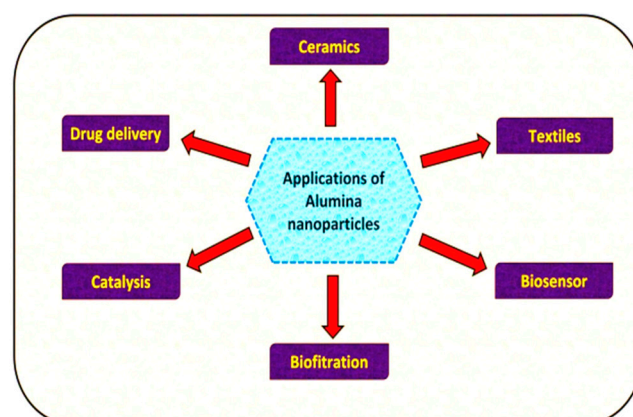 Ceramics
Drug delivery
Textiles
Applications of
Alumina
nanoparticles
Catalysis
Biosensor
Biofitration